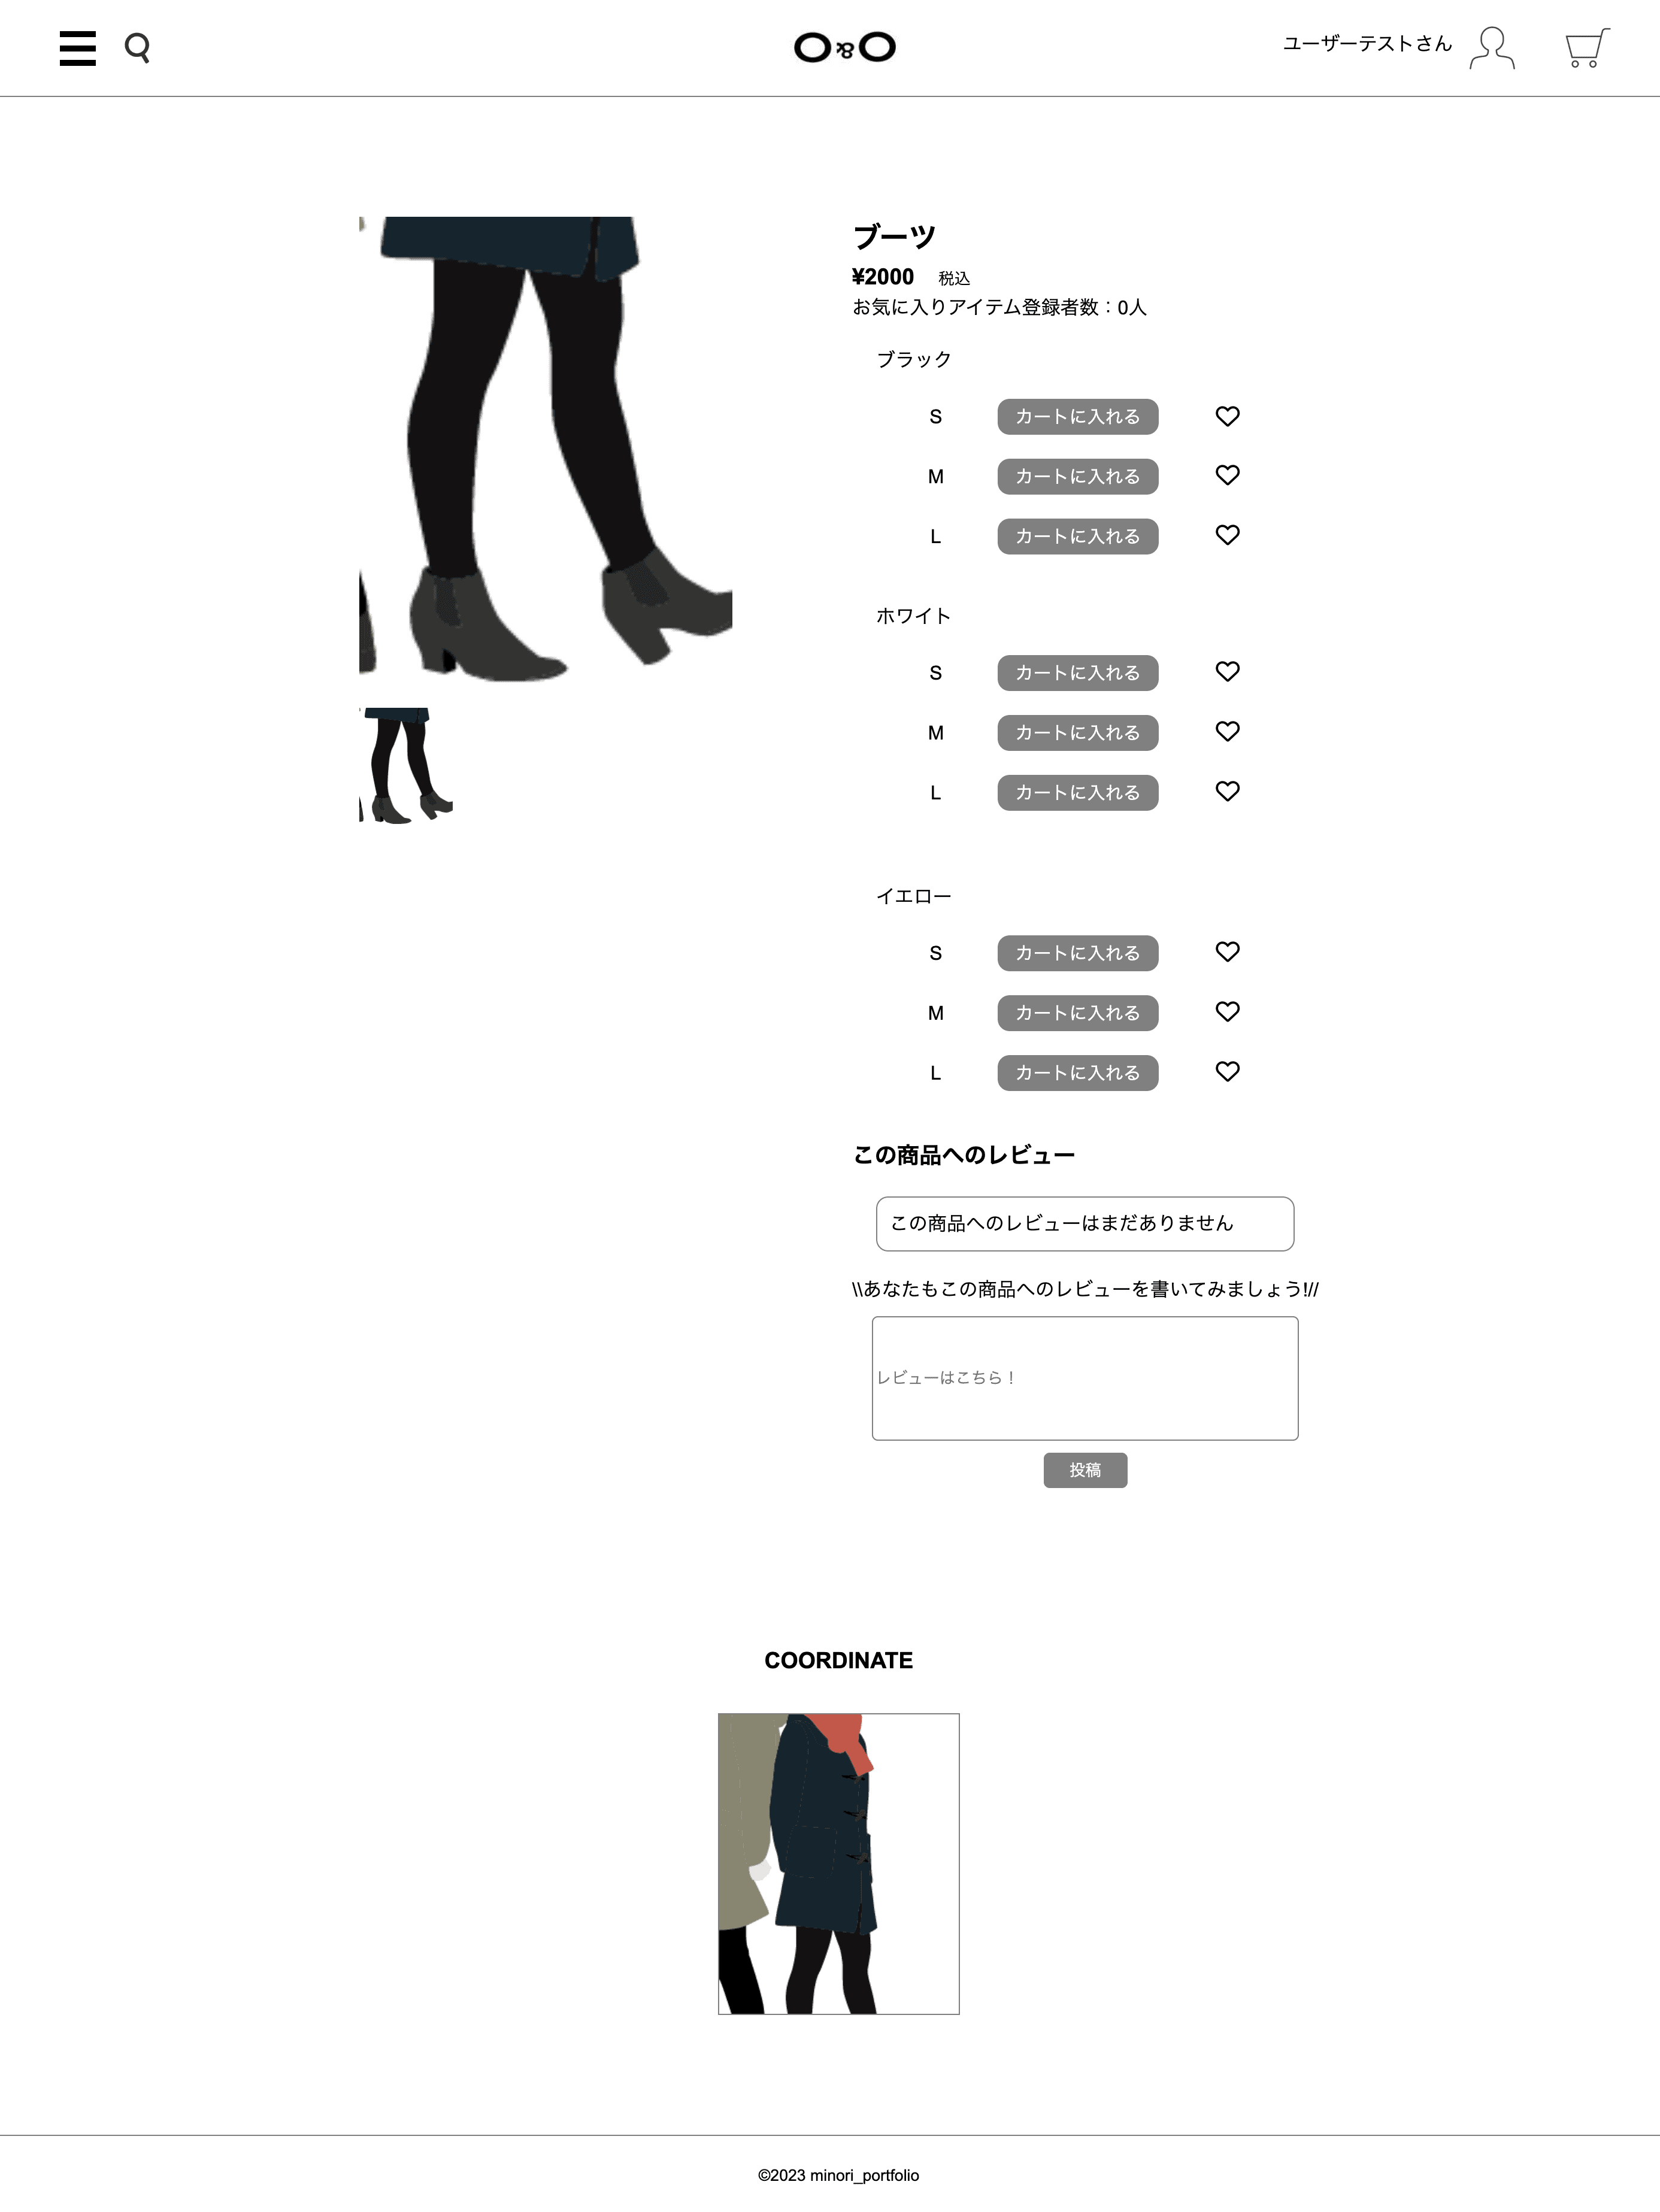 O&O
ユーザーテストさん
ブーツ
¥2000 税込
お気に入りアイテム登録者数：0人
ブラック
S カートに入れる
M カートに入れる
L カートに入れる
ホワイト
S カートに入れる
M カートに入れる
L カートに入れる
イエロー
S カートに入れる
M カートに入れる
L カートに入れる
この商品へのレビュー
この商品へのレビューはまだありません
\\あなたもこの商品へのレビューを書いてみましょう!//
レビューはこちら！
投稿
COORDINATE
©2023 minori_portfolio